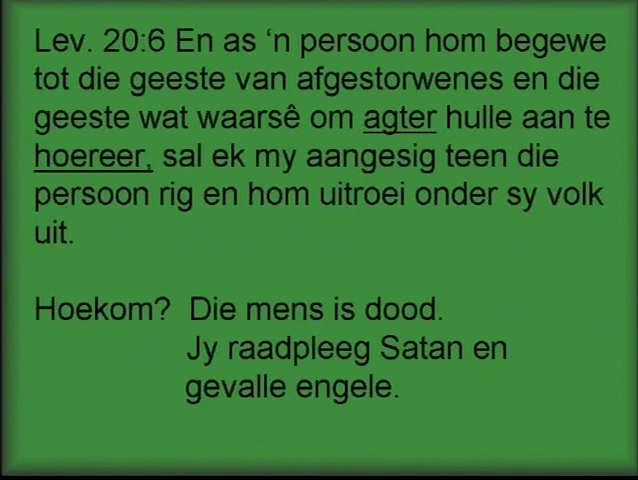 Lev. 20:6 En as ‘n persoon hom begewe
tot die geeste van afgestorwenes en die
geeste wat waarsê om agter hulle aan te
hoereer, sal ek my aangesig teen die
persoon rig en hom uitroei onder sy volk
uit.
Hoekom? Die mens is dood.
Jy raadpleeg Satan en
gevalle engele.